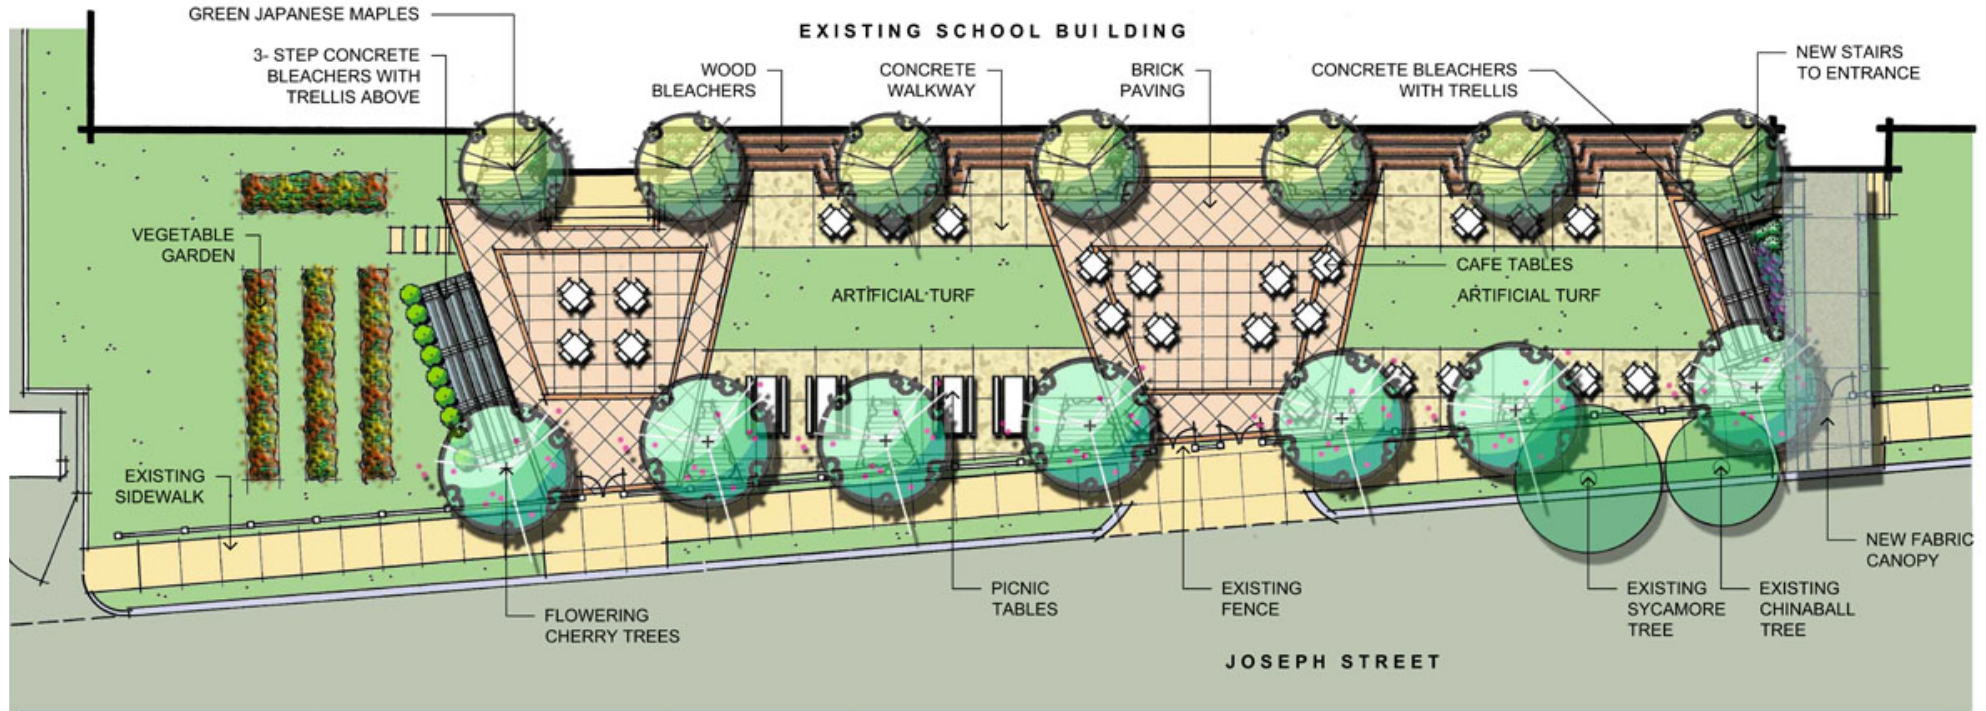 GREEN JAPANESE MAPLES
EXISTING SCHOOL BUILDING
3- STEP CONCRETE
BLEACHERS WITH
TRELLIS ABOVE
WOOD
BLEACHERS
CONCRETE
WALKWAY
BRICK
PAVING
CONCRETE BLEACHERS
WITH TRELLIS
NEW STAIRS
TO ENTRANCE
VEGETABLE
GARDEN
CAFE TABLES
ARTIFICIAL TURF
ARTIFICIAL TURF
EXISTING
SIDEWALK
NEW FABRIC
CANOPY
FLOWERING
CHERRY TREES
PICNIC
TABLES
EXISTING
FENCE
EXISTING
SYCAMORE
TREE
EXISTING
CHINABALL
TREE
JOSEPH STREET